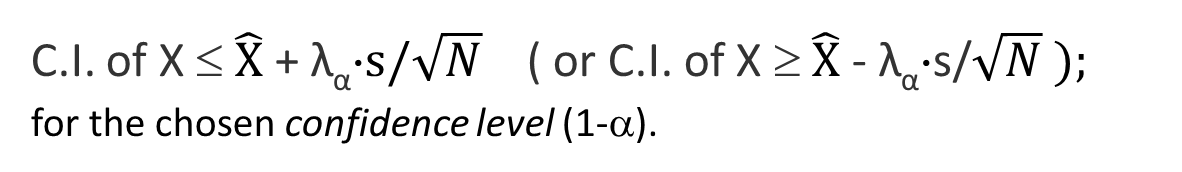 C.I. of X ≤ X̂ + λα·s/√N ( or C.I. of X ≥ X̂ - λα·s/√N );
for the chosen confidence level (1-α).